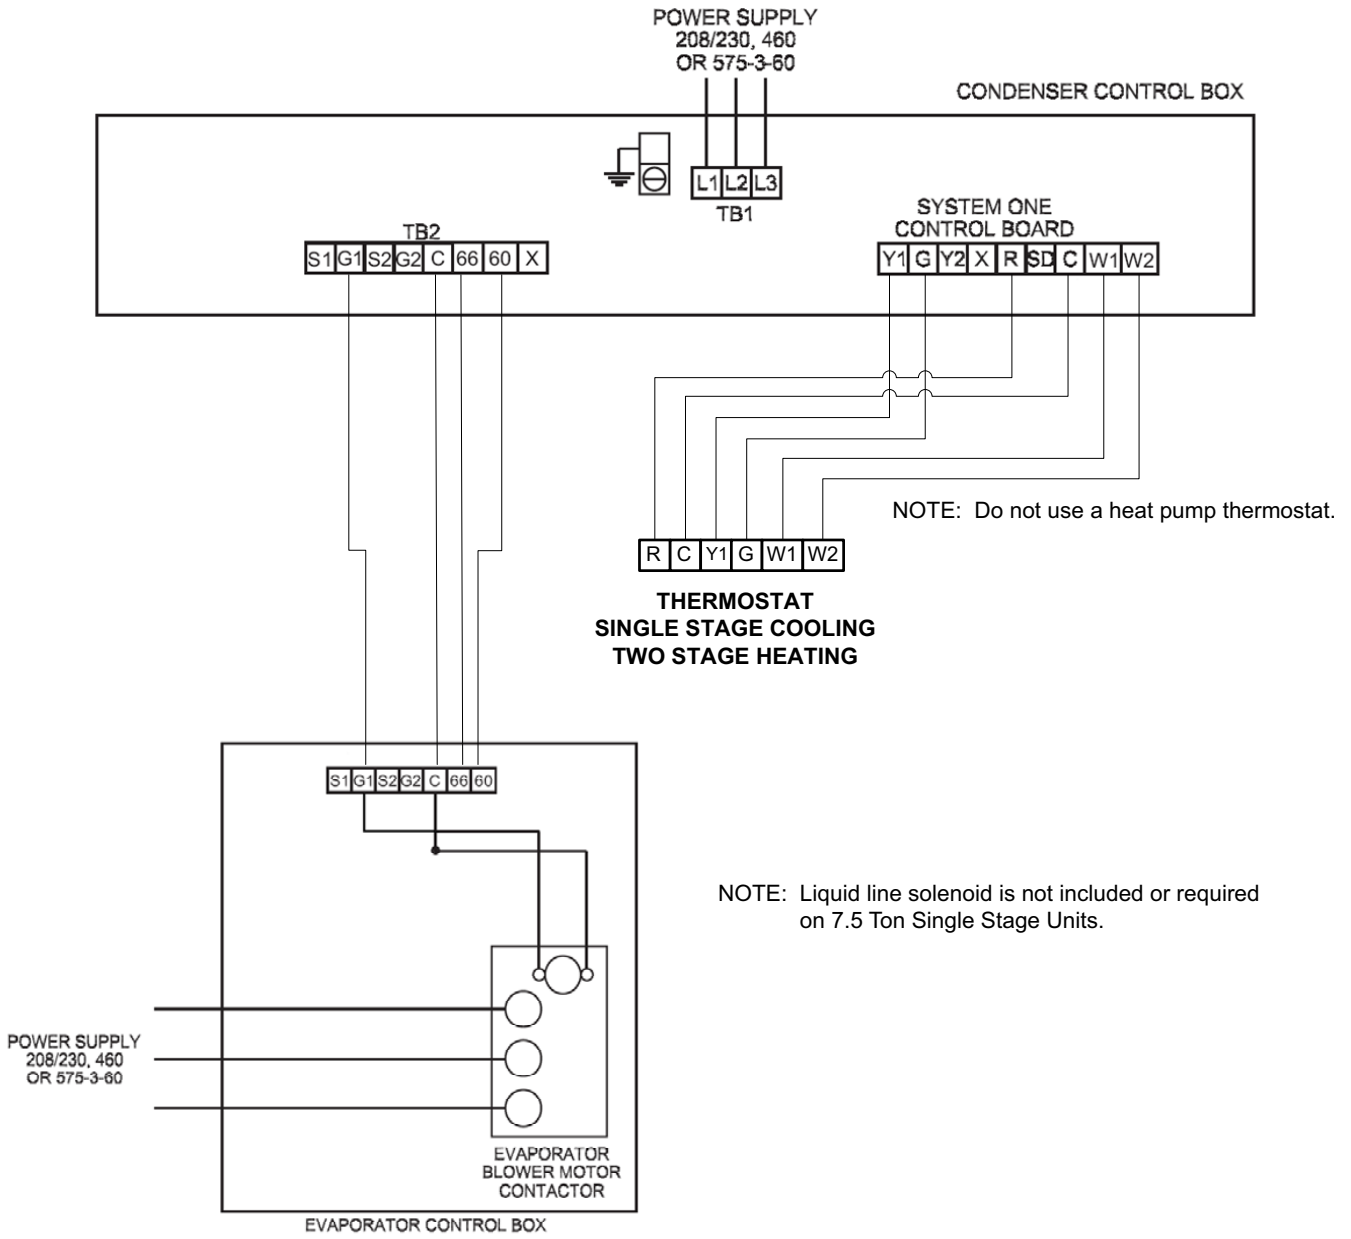 POWER SUPPLY
208/230, 460
OR 575-3-60
CONDENSER CONTROL BOX
L1 L2 L3
TB1
SYSTEM ONE
CONTROL BOARD
TB2
S1 G1 S2 G2 C 66 60 X
Y1 G Y2 X R SD C W1 W2
NOTE: Do not use a heat pump thermostat.
R C Y1 G W1 W2
THERMOSTAT
SINGLE STAGE COOLING
TWO STAGE HEATING
S1 G1 S2 G2 C 66 60
NOTE: Liquid line solenoid is not included or required
on 7.5 Ton Single Stage Units.
POWER SUPPLY
208/230, 460
OR 575-3-60
EVAPORATOR
BLOWER MOTOR
CONTACTOR
EVAPORATOR CONTROL BOX